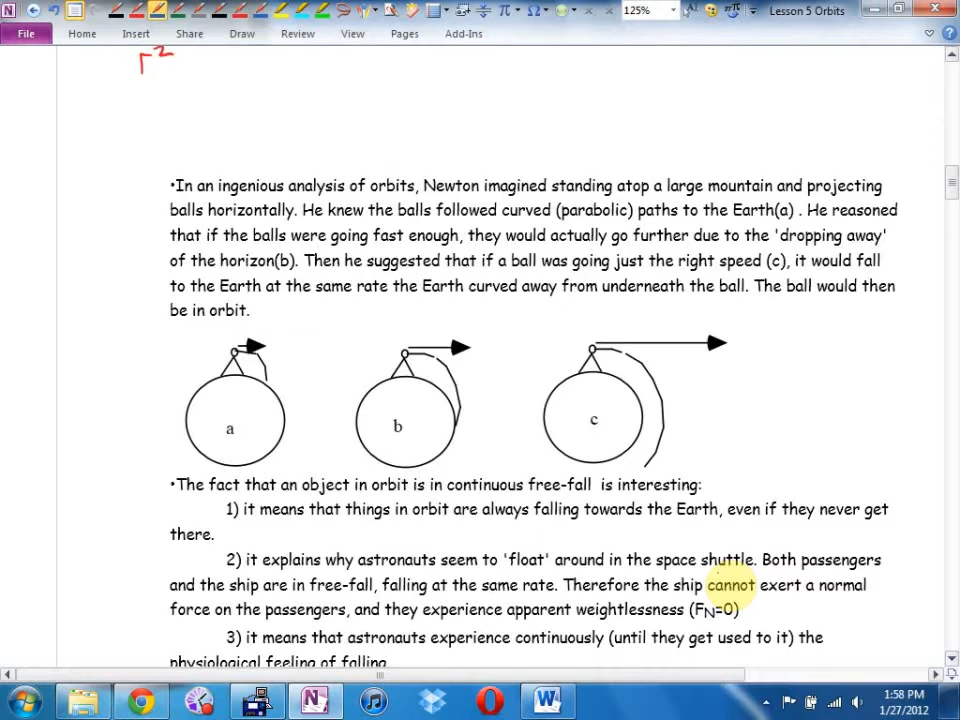 125%
Lesson 5 Orbits
File Home Insert Share Draw Review View Pages Add-Ins
r²
•In an ingenious analysis of orbits, Newton imagined standing atop a large mountain and projecting
balls horizontally. He knew the balls followed curved (parabolic) paths to the Earth(a) . He reasoned
that if the balls were going fast enough, they would actually go further due to the 'dropping away'
of the horizon(b). Then he suggested that if a ball was going just the right speed (c), it would fall
to the Earth at the same rate the Earth curved away from underneath the ball. The ball would then
be in orbit.
a b c
•The fact that an object in orbit is in continuous free-fall is interesting:
1) it means that things in orbit are always falling towards the Earth, even if they never get
there.
2) it explains why astronauts seem to 'float' around in the space shuttle. Both passengers
and the ship are in free-fall, falling at the same rate. Therefore the ship cannot exert a normal
force on the passengers, and they experience apparent weightlessness (FN=0)
3) it means that astronauts experience continuously (until they get used to it) the
physiological feeling of falling.
1:58 PM
1/27/2012